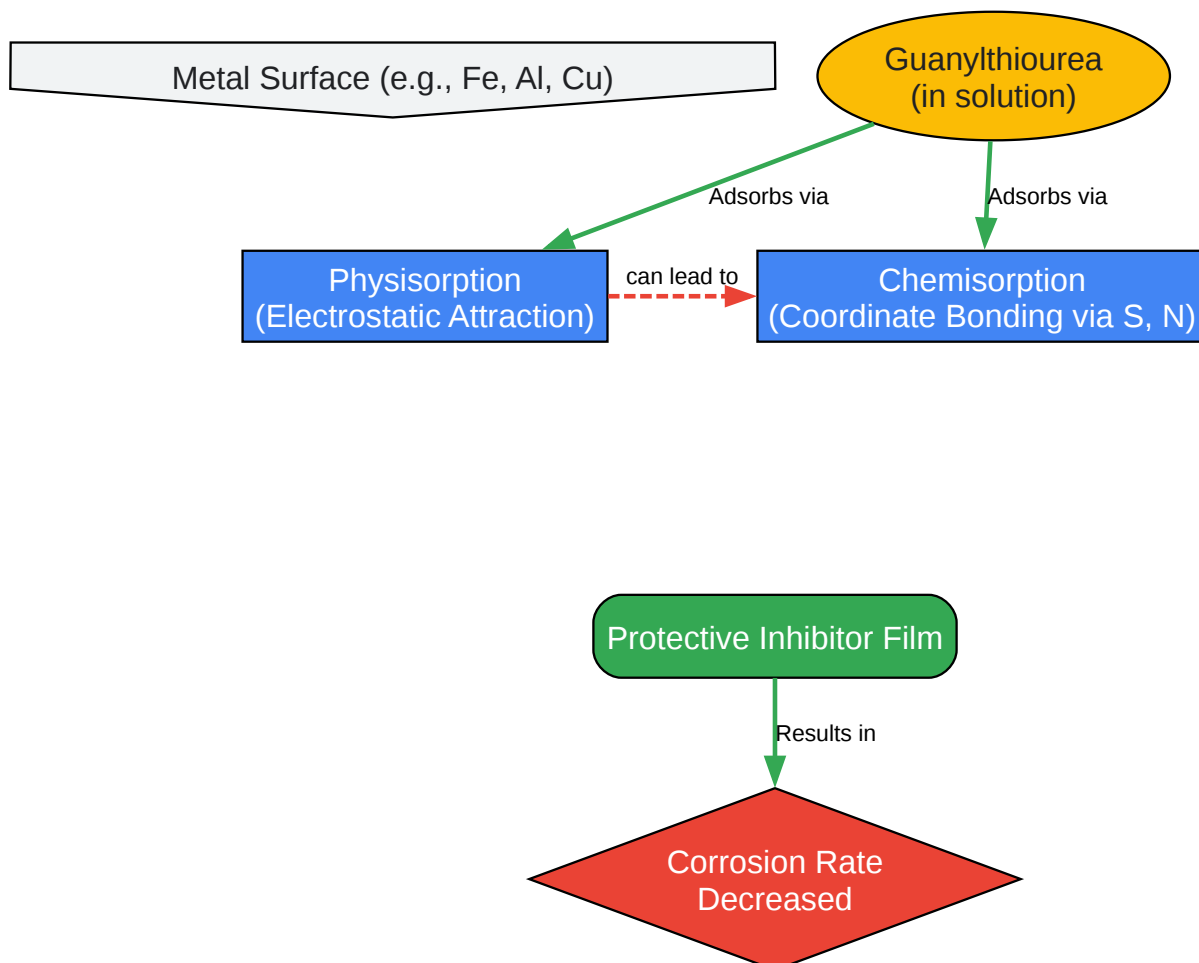 Metal Surface (e.g., Fe, Al, Cu)
Guanylthiourea
(in solution)
Adsorbs via
Adsorbs via
Physisorption
(Electrostatic Attraction)
can lead to
Chemisorption
(Coordinate Bonding via S, N)
Protective Inhibitor Film
Results in
Corrosion Rate
Decreased